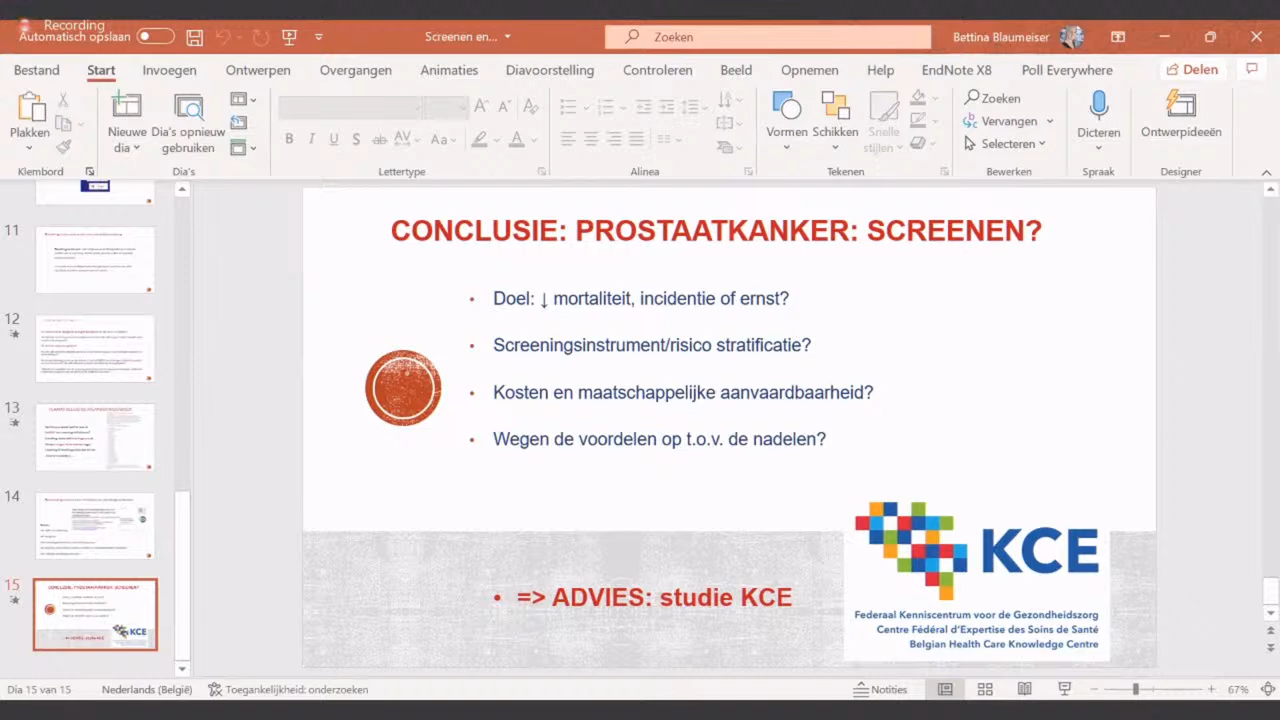 Recording
Automatisch opslaan
Screenen en...
Zoeken
Bettina Blaumeiser
Bestand
Start
Invoegen
Ontwerpen
Overgangen
Animaties
Diavoorstelling
Controleren
Beeld
Opnemen
Help
EndNote X8
Poll Everywhere
Delen
Plakken
Nieuwe dia
Dia's opnieuw gebruiken
Vormen
Schikken
Snelle stijlen
Zoeken
Vervangen
Selecteren
Dicteren
Ontwerpideeën
Klembord
Dia's
Lettertype
Alinea
Tekenen
Bewerken
Spraak
Designer
11
12
13
14
15
CONCLUSIE: PROSTAATKANKER: SCREENEN?
• Doel: ↓ mortaliteit, incidentie of ernst?
• Screeningsinstrument/risico stratificatie?
• Kosten en maatschappelijke aanvaardbaarheid?
• Wegen de voordelen op t.o.v. de nadelen?
=> ADVIES: studie KCE
KCE
Federaal Kenniscentrum voor de Gezondheidszorg
Centre Fédéral d'Expertise des Soins de Santé
Belgian Health Care Knowledge Centre
Dia 15 van 15
Nederlands (België)
Toegankelijkheid: onderzoeken
Notities
67%